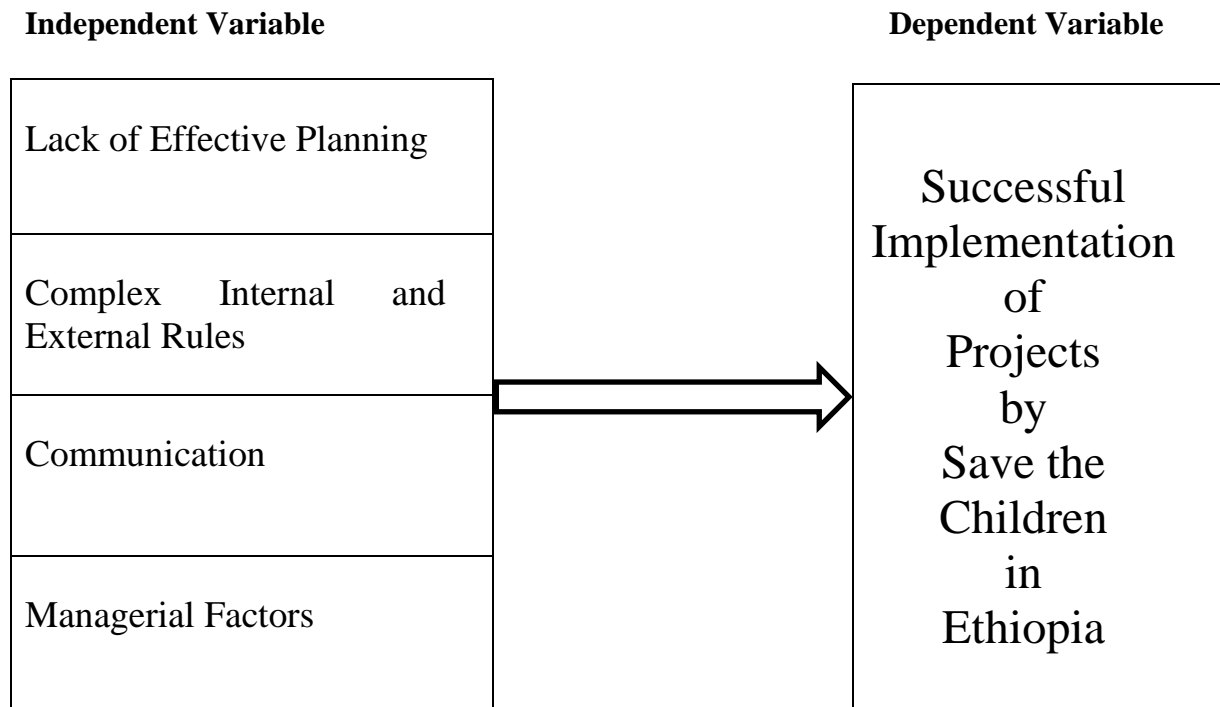 Independent Variable
Dependent Variable
Lack of Effective Planning
Complex Internal and
External Rules
Communication
Managerial Factors
Successful
Implementation
of
Projects
by
Save the
Children
in
Ethiopia